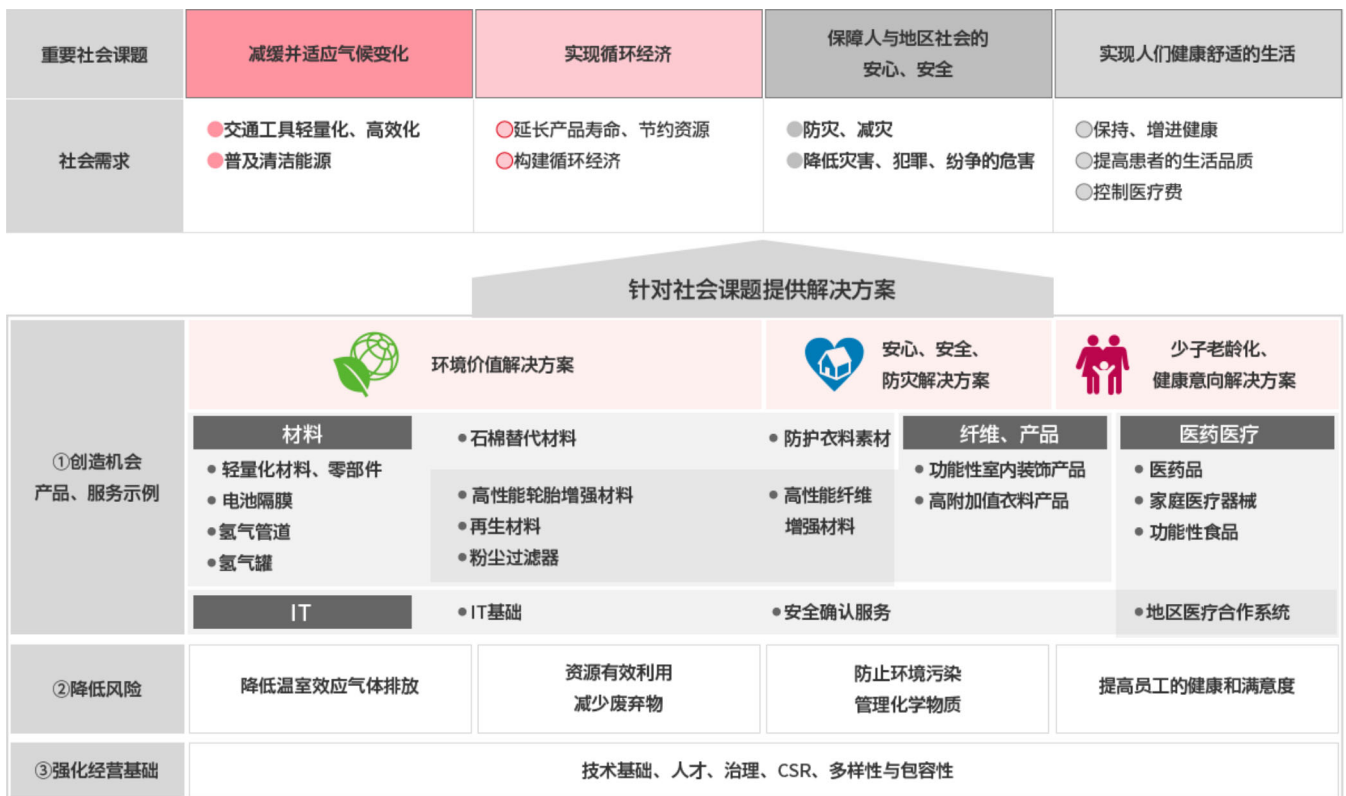 重要社会课题
减缓并适应气候变化
实现循环经济
保障人与地区社会的
安心、安全
实现人们健康舒适的生活
社会需求
交通工具轻量化、高效化
普及清洁能源
延长产品寿命、节约资源
构建循环经济
防灾、减灾
降低灾害、犯罪、纷争的危害
保持、增进健康
提高患者的生活品质
控制医疗费
针对社会课题提供解决方案
①创造机会
产品、服务示例
环境价值解决方案
安心、安全、
防灾解决方案
少子老龄化、
健康意向解决方案
材料
• 轻量化材料、零部件
• 电池隔膜
• 氢气管道
• 氢气罐
• 石棉替代材料
• 高性能轮胎增强材料
• 再生材料
• 粉尘过滤器
• 防护衣料素材
• 高性能纤维
增强材料
纤维、产品
• 功能性室内装饰产品
• 高附加值衣料产品
医药医疗
• 医药品
• 家庭医疗器械
• 功能性食品
IT
• IT基础
• 安全确认服务
• 地区医疗合作系统
②降低风险
降低温室效应气体排放
资源有效利用
减少废弃物
防止环境污染
管理化学物质
提高员工的健康和满意度
③强化经营基础
技术基础、人才、治理、CSR、多样性与包容性